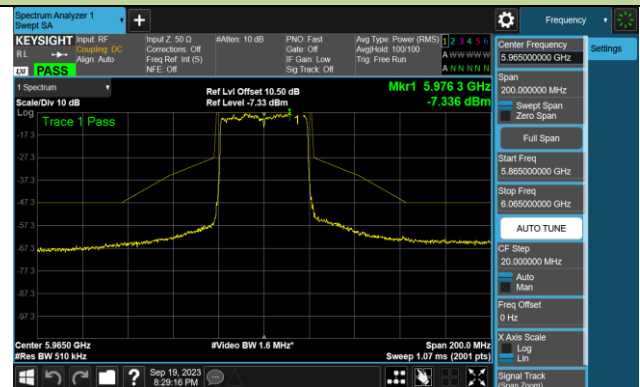 Spectrum Analyzer 1
Swept SA
Frequency
KEYSIGHT
Input: RF
Input Z: 50 Ω
#Atten: 10 dB
PNO: Fast
Avg Type: Power (RMS)
1 2 3 4 5 6
RL
Coupling: DC
Corrections: Off
Gate: Off
Avg|Hold: 100/100
A W W W W W
Align: Auto
Freq Ref: Int (S)
IF Gain: Low
Trig: Free Run
A N N N N N
LXI
PASS
NFE: Off
Sig Track: Off
Center Frequency
5.965000000 GHz
Settings
Span
200.000000 MHz
Swept Span
Zero Span
Full Span
Start Freq
5.865000000 GHz
Stop Freq
6.065000000 GHz
AUTO TUNE
CF Step
20.000000 MHz
Auto
Man
Freq Offset
0 Hz
X Axis Scale
Log
Lin
Signal Track
(Span Zoom)
1 Spectrum
Scale/Div 10 dB
Ref Lvl Offset 10.50 dB
Ref Level -7.33 dBm
Mkr1 5.976 3 GHz
-7.336 dBm
Log
Trace 1 Pass
1
-17.3
-27.3
-37.3
-47.3
-57.3
-67.3
-77.3
-87.3
-97.3
Center 5.9650 GHz
#Video BW 1.6 MHz*
Span 200.0 MHz
#Res BW 510 kHz
Sweep 1.07 ms (2001 pts)
?
Sep 19, 2023
8:29:16 PM